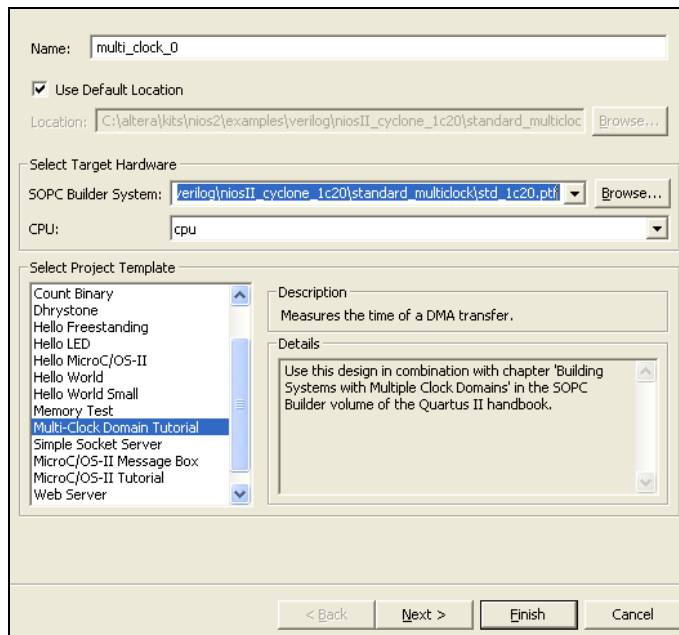 Name: multi_clock_0
Use Default Location
Location: C:\altera\kits\nios2\examples\verilog\niosII_cyclone_1c20\standard_multicloc Browse...
Select Target Hardware
SOPC Builder System: verilog\niosII_cyclone_1c20\standard_multiclock\std_1c20.ptf Browse...
CPU: cpu
Select Project Template
Count Binary
Dhrystone
Hello Freestanding
Hello LED
Hello MicroC/OS-II
Hello World
Hello World Small
Memory Test
Multi-Clock Domain Tutorial
Simple Socket Server
MicroC/OS-II Message Box
MicroC/OS-II Tutorial
Web Server
Description
Measures the time of a DMA transfer.
Details
Use this design in combination with chapter 'Building
Systems with Multiple Clock Domains' in the SOPC
Builder volume of the Quartus II handbook.
< Back Next > Finish Cancel